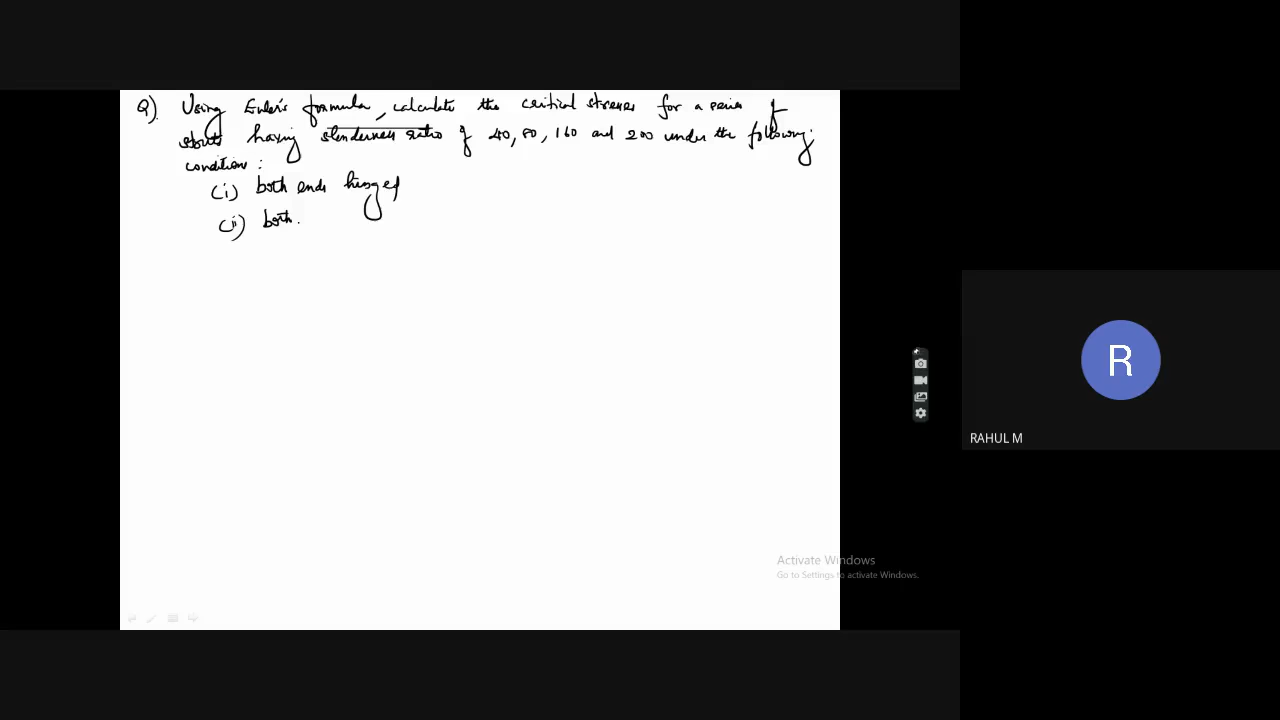 Q). Using Euler's formula, calculate the critical stresses for a series of
struts having slenderness ratio of 40, 80, 160 and 200 under the following
condition :
(i) both ends hinged
(ii) both.
R
RAHUL M
Activate Windows
Go to Settings to activate Windows.